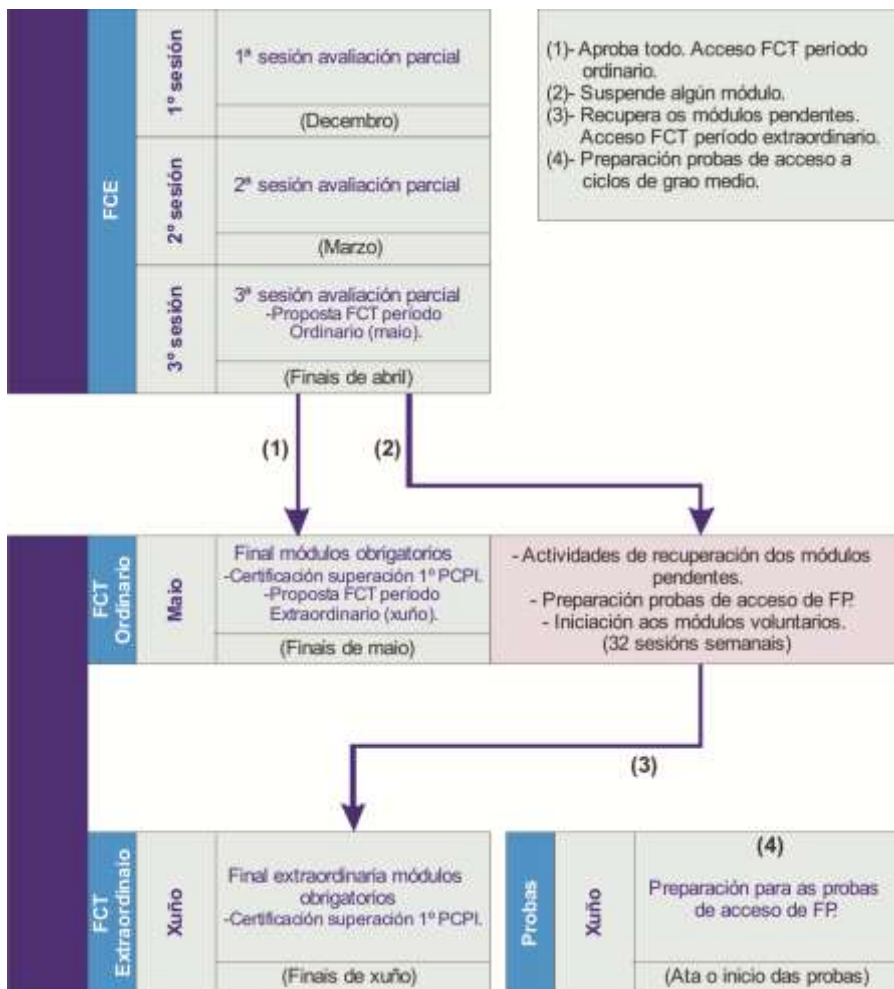 FCE
1º sesión
1ª sesión avaliación parcial
(Decembro)
2º sesión
2ª sesión avaliación parcial
(Marzo)
3º sesión
3ª sesión avaliación parcial
-Proposta FCT período
Ordinario (maio).
(Finais de abril)
(1)- Aproba todo. Acceso FCT período
ordinario.
(2)- Suspende algún módulo.
(3)- Recupera os módulos pendentes.
Acceso FCT período extraordinario.
(4)- Preparación probas de acceso a
ciclos de grao medio.
(1)
(2)
FCT
Ordinario
Maio
Final módulos obrigatorios
-Certificación superación 1º PCPI.
-Proposta FCT período
Extraordinario (xuño).
(Finais de maio)
- Actividades de recuperación dos módulos
pendentes.
- Preparación probas de acceso de FP.
- Iniciación aos módulos voluntarios.
(32 sesións semanais)
(3)
FCT
Extraordinaio
Xuño
Final extraordinaria módulos
obrigatorios
-Certificación superación 1º PCPI.
(Finais de xuño)
Probas
Xuño
(4)
Preparación para as probas
de acceso de FP.
(Ata o inicio das probas)